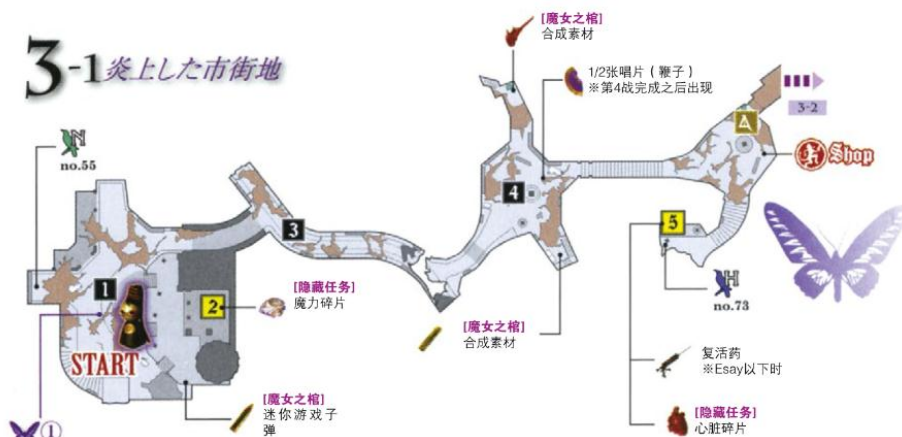 3-1炎上した市街地
[魔女之棺]
合成素材
1/2张唱片（鞭子）
※第4战完成之后出现
3-2
Shop
N
no.55
4
3
5
1
2
[隐藏任务]
魔力碎片
H
no.73
START
[魔女之棺]
合成素材
复活药
※Esay以下时
[魔女之棺]
迷你游戏子
弹
[隐藏任务]
心脏碎片
①